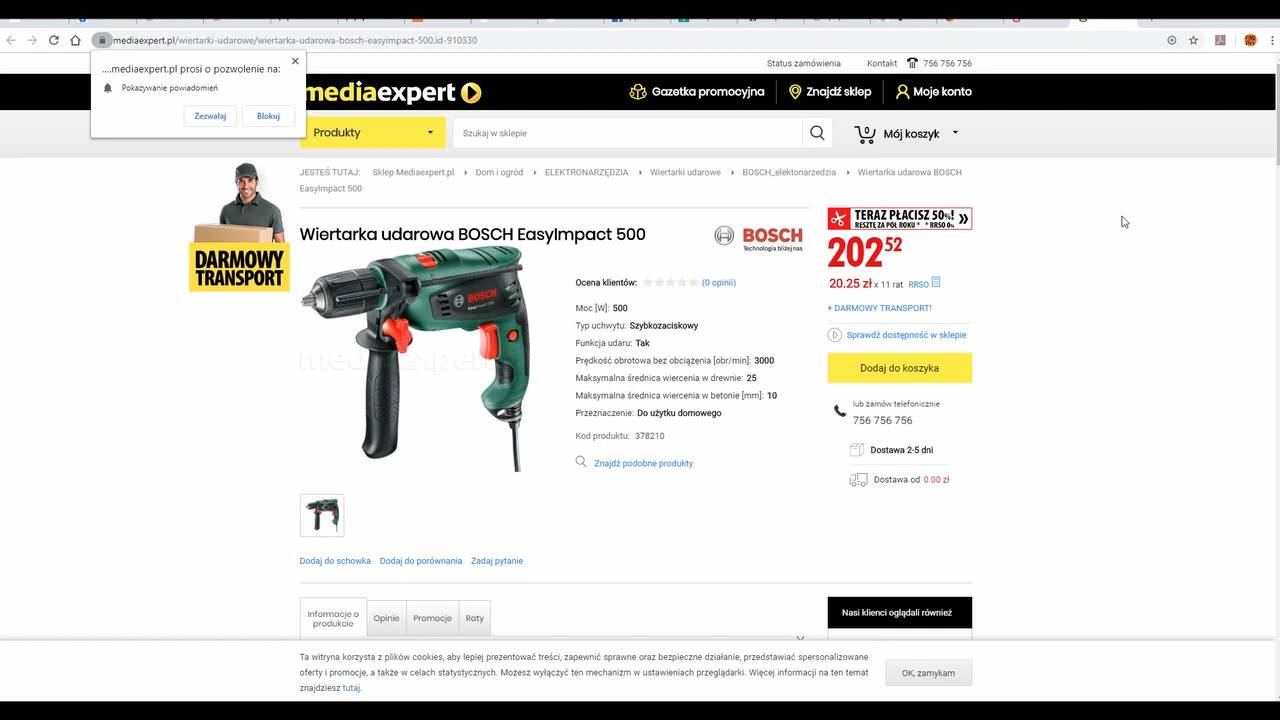 mediaexpert.pl/wiertarki-udarowe/wiertarka-udarowa-bosch-easyimpact-500,id-910330
....mediaexpert.pl prosi o pozwolenie na:
Pokazywanie powiadomień
Zezwalaj
Blokuj
Status zamówienia
Kontakt
756 756 756
mediaexpert
Gazetka promocyjna
Znajdź sklep
Moje konto
Produkty
Szukaj w sklepie
0
Mój koszyk
JESTEŚ TUTAJ: Sklep Mediaexpert.pl Dom i ogród ELEKTRONARZĘDZIA Wiertarki udarowe BOSCH_elektonarzedzia Wiertarka udarowa BOSCH
EasyImpact 500
DARMOWY
TRANSPORT
Wiertarka udarowa BOSCH EasyImpact 500
BOSCH
Technologia bliżej nas
BOSCH
EasyImpact 500
mediaexpert
Ocena klientów: (0 opinii)
Moc [W]: 500
Typ uchwytu: Szybkozaciskowy
Funkcja udaru: Tak
Prędkość obrotowa bez obciążenia [obr/min]: 3000
Maksymalna średnica wiercenia w drewnie: 25
Maksymalna średnica wiercenia w betonie [mm]: 10
Przeznaczenie: Do użytku domowego
Kod produktu: 378210
Znajdź podobne produkty
TERAZ PŁACISZ 50%!
RESZTĘ ZA PÓŁ ROKU * * RRSO 0%
202 52
20.25 zł x 11 rat RRSO
+ DARMOWY TRANSPORT!
Sprawdź dostępność w sklepie
Dodaj do koszyka
lub zamów telefonicznie
756 756 756
Dostawa 2-5 dni
Dostawa od 0.00 zł
Dodaj do schowka
Dodaj do porównania
Zadaj pytanie
Informacje o
produkcie
Opinie
Promocje
Raty
Nasi klienci oglądali również
Ta witryna korzysta z plików cookies, aby lepiej prezentować treści, zapewnić sprawne oraz bezpieczne działanie, przedstawiać spersonalizowane
oferty i promocje, a także w celach statystycznych. Możesz wyłączyć ten mechanizm w ustawieniach przeglądarki. Więcej informacji na ten temat
znajdziesz tutaj.
OK, zamykam